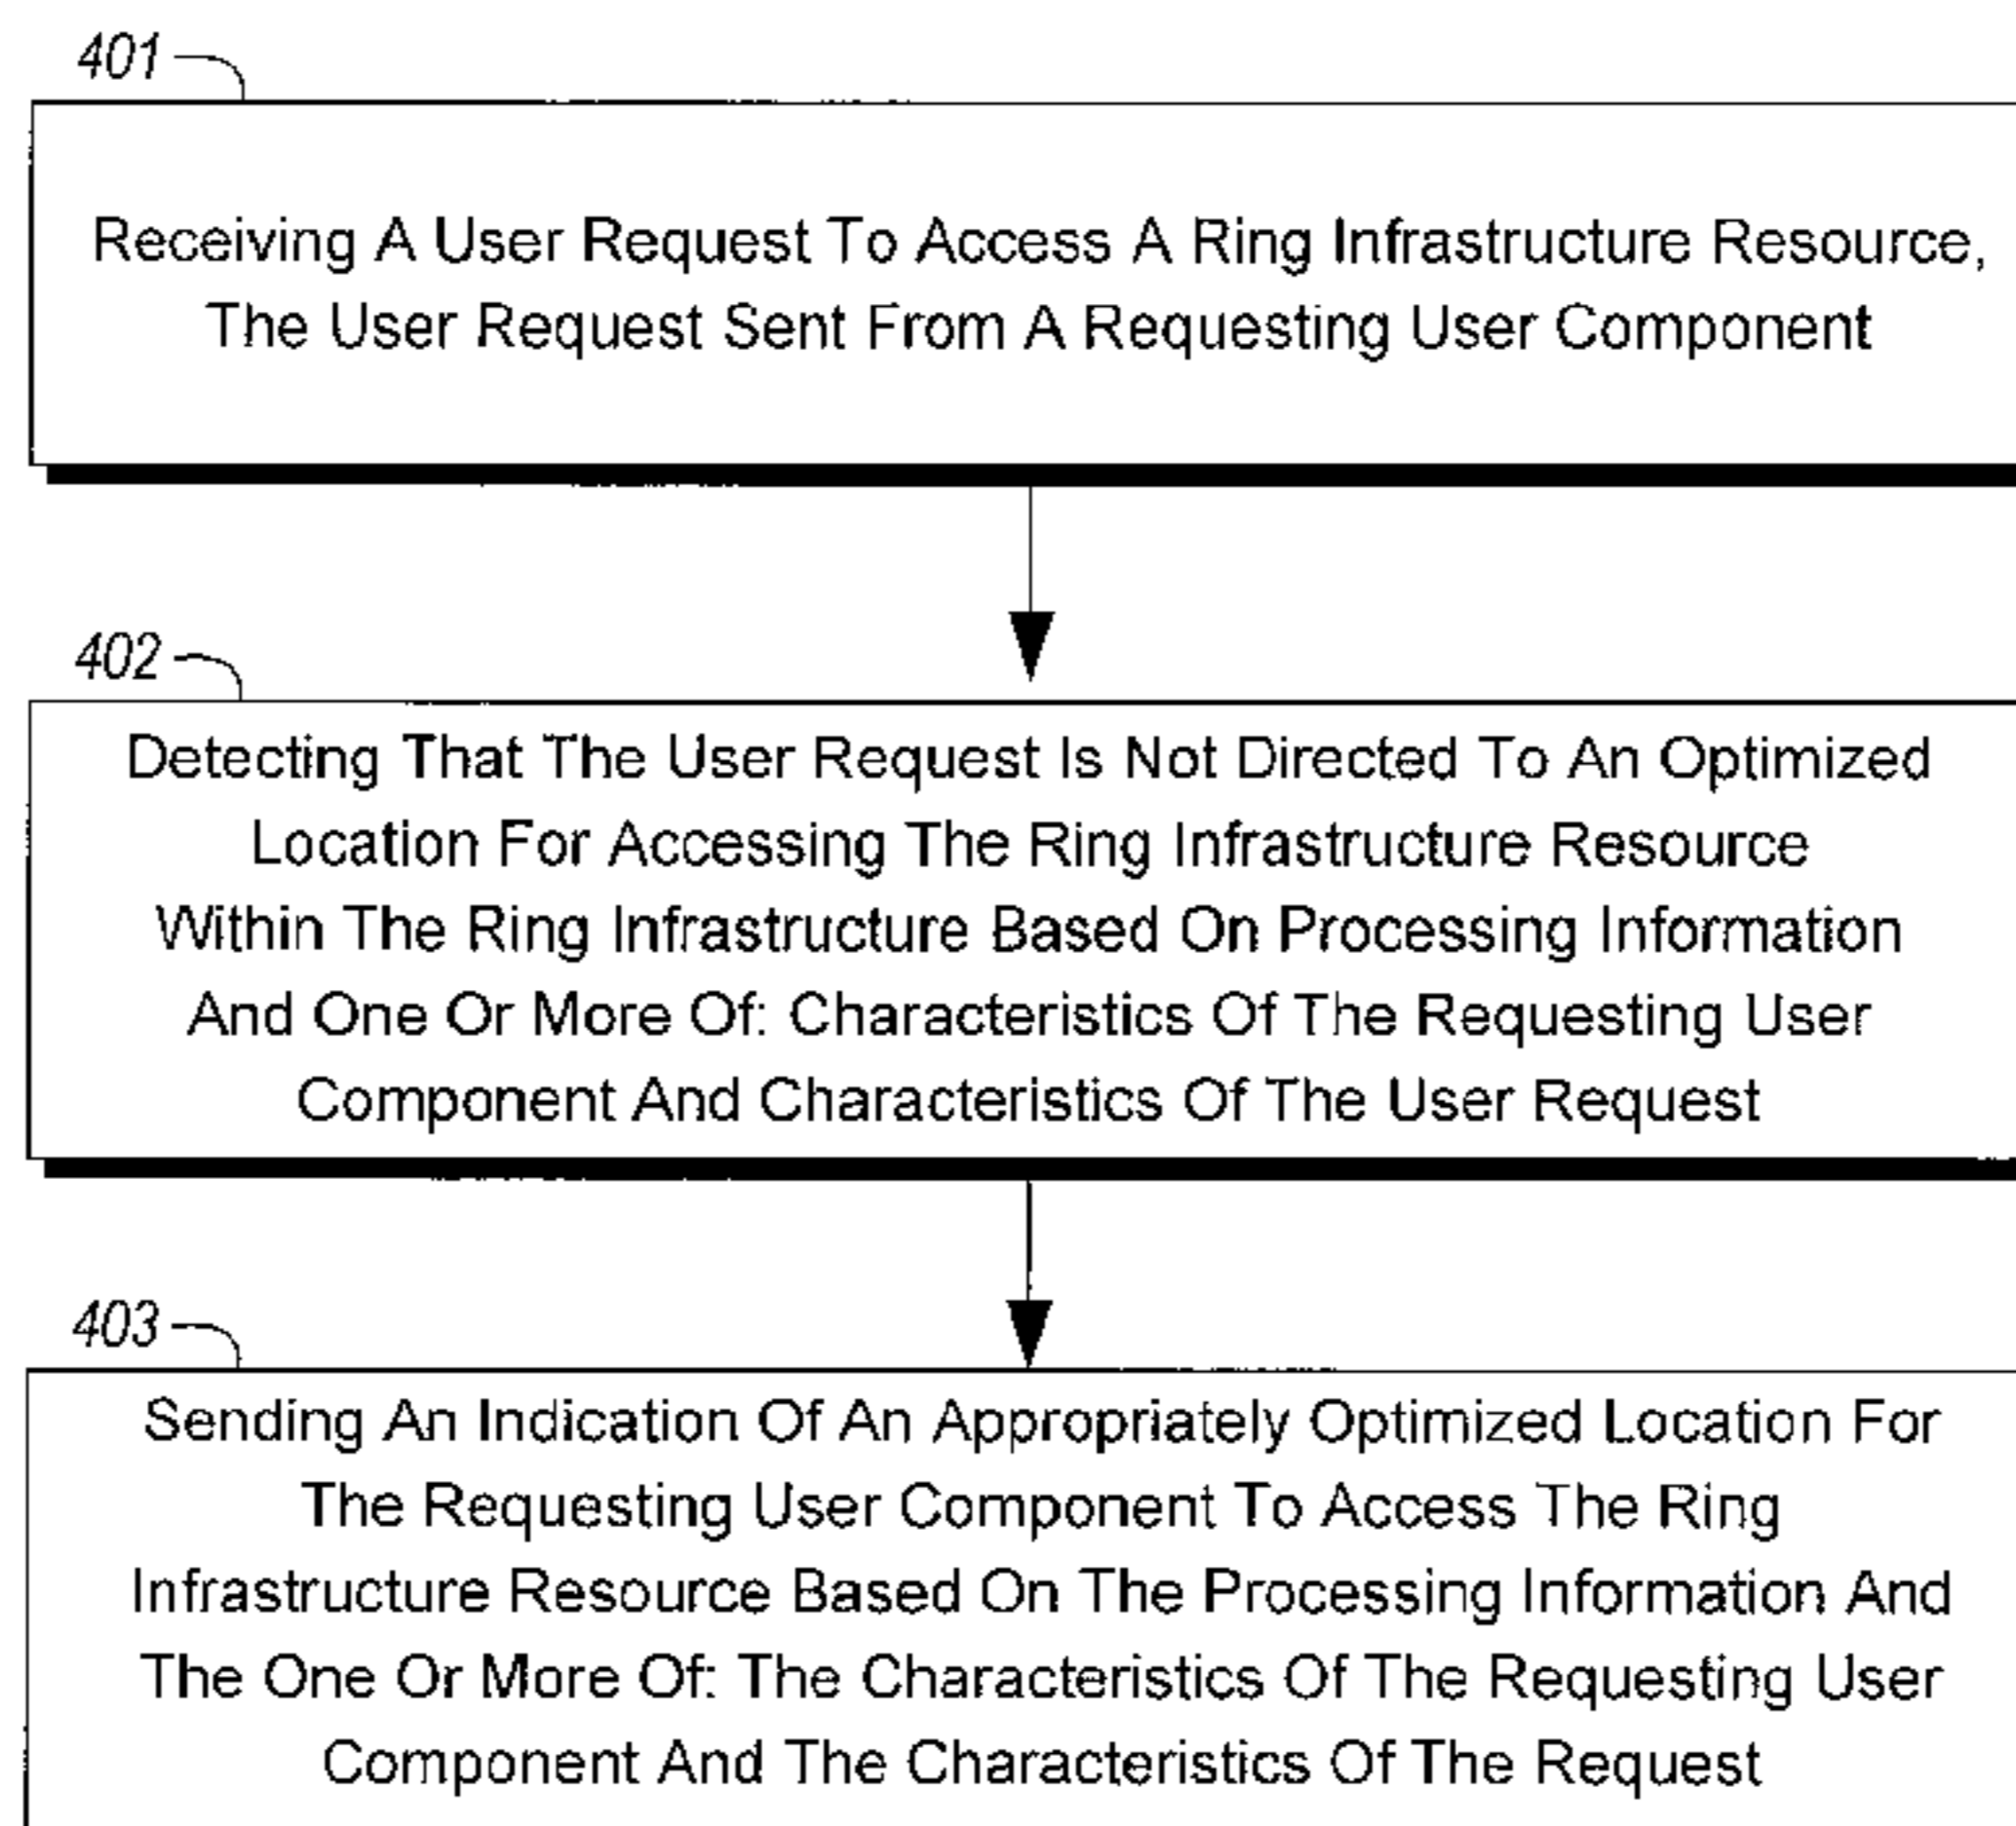 401
Receiving A User Request To Access A Ring Infrastructure Resource,
The User Request Sent From A Requesting User Component
402
Detecting That The User Request Is Not Directed To An Optimized
Location For Accessing The Ring Infrastructure Resource
Within The Ring Infrastructure Based On Processing Information
And One Or More Of: Characteristics Of The Requesting User
Component And Characteristics Of The User Request
403
Sending An Indication Of An Appropriately Optimized Location For
The Requesting User Component To Access The Ring
Infrastructure Resource Based On The Processing Information And
The One Or More Of: The Characteristics Of The Requesting User
Component And The Characteristics Of The Request